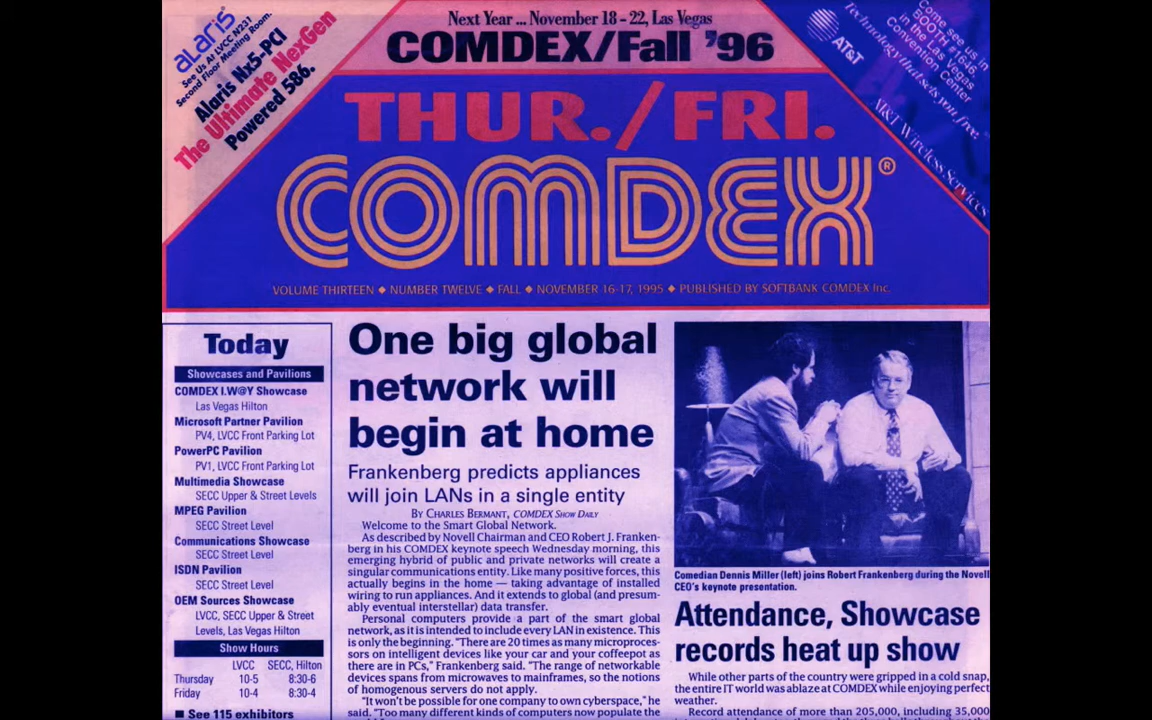 aLaris
See Us At LVCC-N231
Second Floor Meeting Room.
Alaris Nx5-PCI
The Ultimate NexGen
Powered 586.
Next Year ... November 18 – 22, Las Vegas
COMDEX/Fall '96
AT&T
Come see us in
BOOTH #1646,
in the Las Vegas
Convention Center
Technology that sets you free.
AT&T Wireless Services
THUR./FRI.
COMDEX®
VOLUME THIRTEEN ◆ NUMBER TWELVE ◆ FALL ◆ NOVEMBER 16-17, 1995 ◆ PUBLISHED BY SOFTBANK COMDEX Inc.
Today
Showcases and Pavilions
COMDEX I.W@Y Showcase
Las Vegas Hilton
Microsoft Partner Pavilion
PV4, LVCC Front Parking Lot
PowerPC Pavilion
PV1, LVCC Front Parking Lot
Multimedia Showcase
SECC Upper & Street Levels
MPEG Pavilion
SECC Street Level
Communications Showcase
SECC Street Level
ISDN Pavilion
SECC Street Level
OEM Sources Showcase
LVCC, SECC Upper & Street
Levels, Las Vegas Hilton
Show Hours
LVCC SECC, Hilton
Thursday 10-5 8:30-6
Friday 10-4 8:30-4
■ See 115 exhibitors
One big global
network will
begin at home
Frankenberg predicts appliances
will join LANs in a single entity
BY CHARLES BERMANT, COMDEX SHOW DAILY
Welcome to the Smart Global Network.
As described by Novell Chairman and CEO Robert J. Franken-
berg in his COMDEX keynote speech Wednesday morning, this
emerging hybrid of public and private networks will create a
singular communications entity. Like many positive forces, this
actually begins in the home — taking advantage of installed
wiring to run appliances. And it extends to global (and presum-
ably eventual interstellar) data transfer.
Personal computers provide a part of the smart global
network, as it is intended to include every LAN in existence. This
is only the beginning. "There are 20 times as many microproces-
sors on intelligent devices like your car and your coffeepot as
there are in PCs," Frankenberg said. "The range of networkable
devices spans from microwaves to mainframes, so the notions
of homogenous servers do not apply.
"It won't be possible for one company to own cyberspace," he
said. "Too many different kinds of computers now populate the
Comedian Dennis Miller (left) joins Robert Frankenberg during the Novell
CEO's keynote presentation.
Attendance, Showcase
records heat up show
While other parts of the country were gripped in a cold snap,
the entire IT world was ablaze at COMDEX while enjoying perfect
weather.
Record attendance of more than 205,000, including 35,000